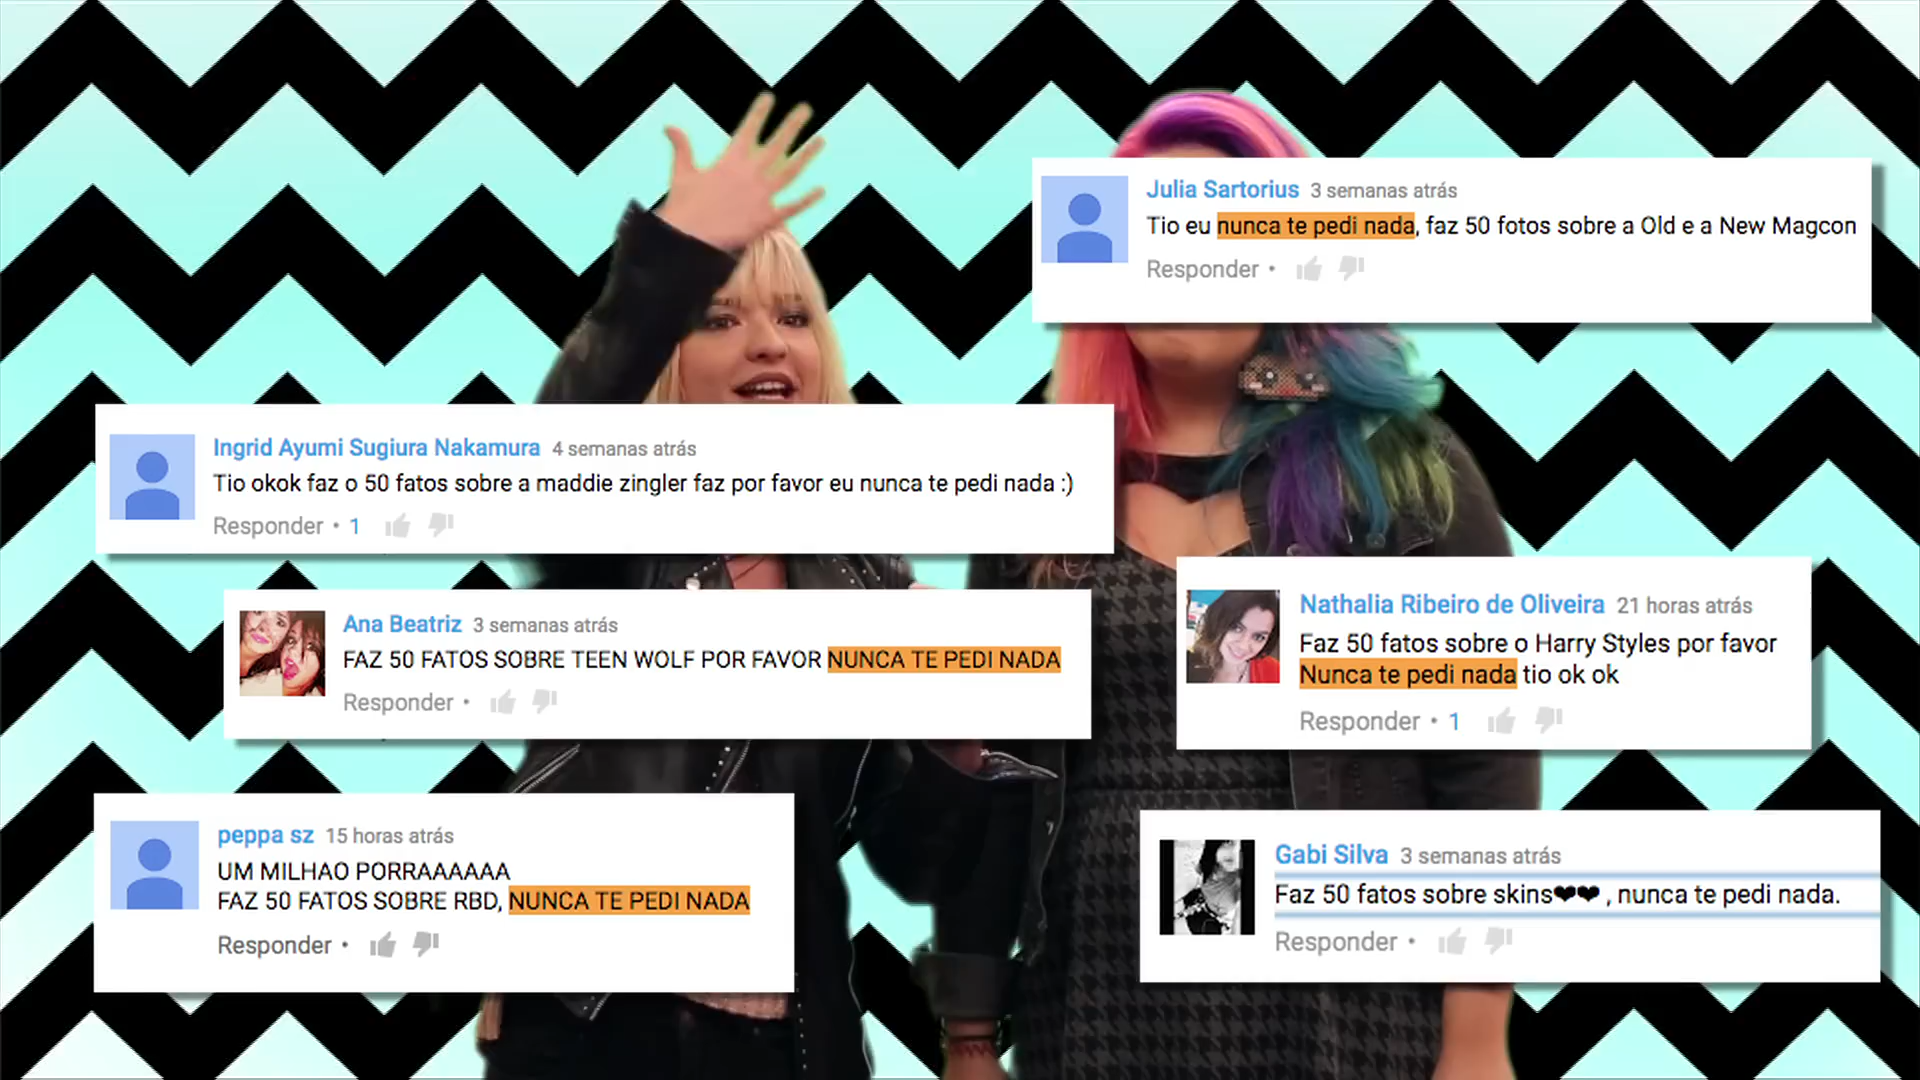 Julia Sartorius 3 semanas atrás
Tio eu nunca te pedi nada, faz 50 fotos sobre a Old e a New Magcon
Responder •
Ingrid Ayumi Sugiura Nakamura 4 semanas atrás
Tio okok faz o 50 fatos sobre a maddie zingler faz por favor eu nunca te pedi nada :)
Responder • 1
Ana Beatriz 3 semanas atrás
FAZ 50 FATOS SOBRE TEEN WOLF POR FAVOR NUNCA TE PEDI NADA
Responder •
Nathalia Ribeiro de Oliveira 21 horas atrás
Faz 50 fatos sobre o Harry Styles por favor
Nunca te pedi nada tio ok ok
Responder • 1
peppa sz 15 horas atrás
UM MILHAO PORRAAAAAA
FAZ 50 FATOS SOBRE RBD, NUNCA TE PEDI NADA
Responder •
Gabi Silva 3 semanas atrás
Faz 50 fatos sobre skins❤❤ , nunca te pedi nada.
Responder •